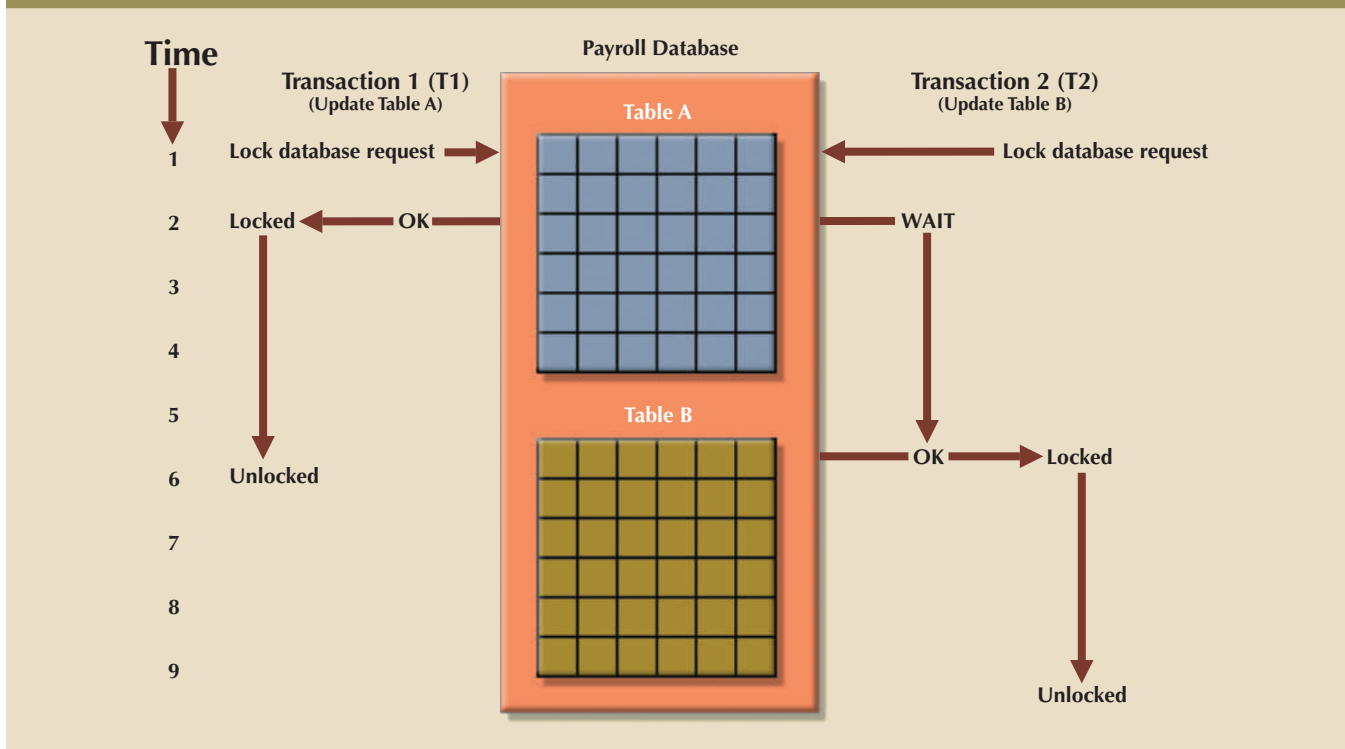 Time
Payroll Database
Transaction 1 (T1)
(Update Table A)
Transaction 2 (T2)
(Update Table B)
Table A
1
Lock database request
Lock database request
2
Locked
OK
WAIT
3
4
5
Table B
OK
Locked
6
Unlocked
7
8
9
Unlocked